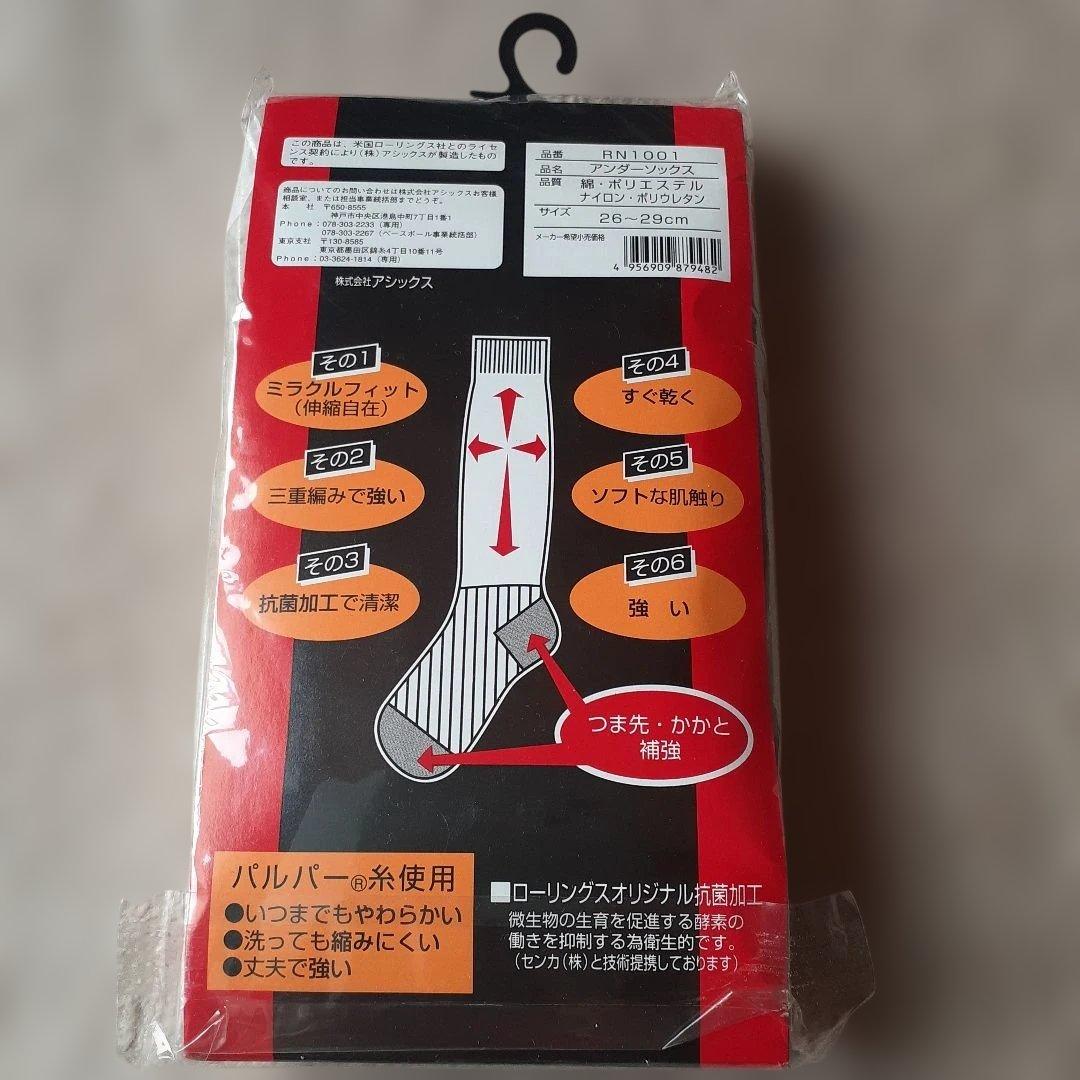 この商品は、米国ローリングス社とのライセ
ンス契約により(株)アシックスが製造したもの
です。
商品についてのお問い合わせは株式会社アシックスお客様
相談室、または担当事業統括部までどうぞ。
本 社 〒650-8555
神戸市中央区港島中町7丁目1番1
Phone:078-303-2233(専用)
078-303-2267(ベースボール事業統括部)
東京支社 〒130-8585
東京都墨田区錦糸4丁目10番11号
Phone:03-3624-1814(専用)
株式会社アシックス
品番 RN1001
品名 アンダーソックス
品質 綿・ポリエステル
ナイロン・ポリウレタン
サイズ 26～29cm
メーカー希望小売価格
4 956909 879482
その1
ミラクルフィット
(伸縮自在)
その2
三重編みで強い
その3
抗菌加工で清潔
その4
すぐ乾く
その5
ソフトな肌触り
その6
強 い
つま先・かかと
補強
パルパー®糸使用
●いつまでもやわらかい
●洗っても縮みにくい
●丈夫で強い
■ローリングスオリジナル抗菌加工
微生物の生育を促進する酵素の
働きを抑制する為衛生的です。
(センカ(株)と技術提携しております)